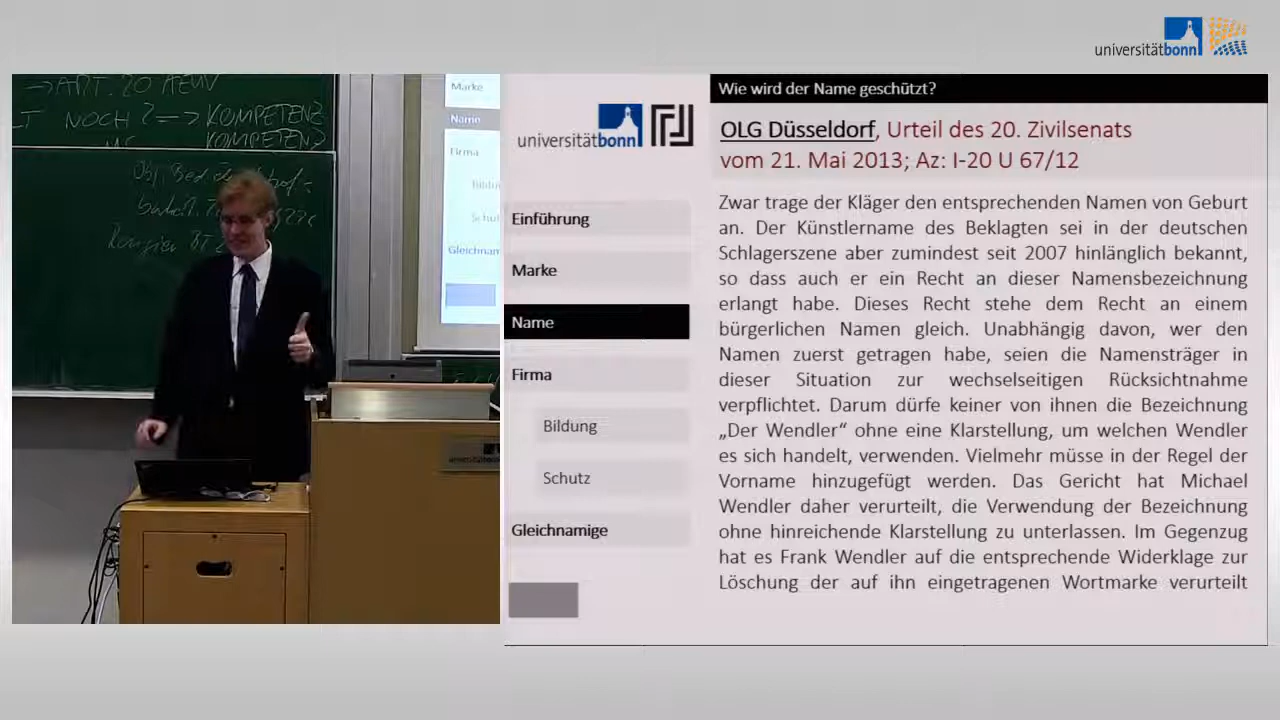 universitätbonn
→ ART. 20 AEUV
NOCH? = → KOMPETENZ
KOMPETENZ
Marke
Name
Firma
Gleichnam
universitätbonn
Einführung
Marke
Name
Firma
Bildung
Schutz
Gleichnamige
Wie wird der Name geschützt?
OLG Düsseldorf, Urteil des 20. Zivilsenats
vom 21. Mai 2013; Az: I-20 U 67/12
Zwar trage der Kläger den entsprechenden Namen von Geburt
an. Der Künstlername des Beklagten sei in der deutschen
Schlagerszene aber zumindest seit 2007 hinlänglich bekannt,
so dass auch er ein Recht an dieser Namensbezeichnung
erlangt habe. Dieses Recht stehe dem Recht an einem
bürgerlichen Namen gleich. Unabhängig davon, wer den
Namen zuerst getragen habe, seien die Namensträger in
dieser Situation zur wechselseitigen Rücksichtnahme
verpflichtet. Darum dürfe keiner von ihnen die Bezeichnung
„Der Wendler“ ohne eine Klarstellung, um welchen Wendler
es sich handelt, verwenden. Vielmehr müsse in der Regel der
Vorname hinzugefügt werden. Das Gericht hat Michael
Wendler daher verurteilt, die Verwendung der Bezeichnung
ohne hinreichende Klarstellung zu unterlassen. Im Gegenzug
hat es Frank Wendler auf die entsprechende Widerklage zur
Löschung der auf ihn eingetragenen Wortmarke verurteilt